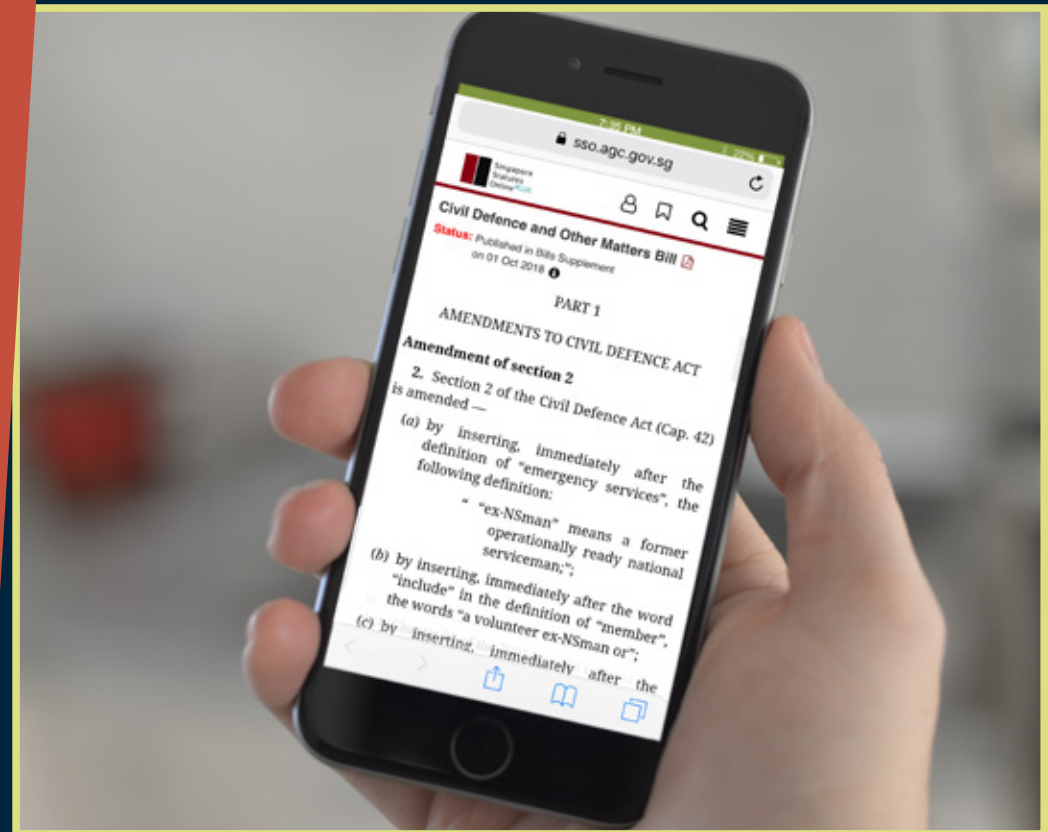 7:35 PM
22%
sso.agc.gov.sg
Singapore
Statutes
Online PLUS
Civil Defence and Other Matters Bill
Status: Published in Bills Supplement
on 01 Oct 2018
PART 1
AMENDMENTS TO CIVIL DEFENCE ACT
Amendment of section 2
2. Section 2 of the Civil Defence Act (Cap. 42)
is amended —
(a) by inserting, immediately after the
definition of “emergency services”, the
following definition:
“ “ex-NSman” means a former
operationally ready national
serviceman;”;
(b) by inserting, immediately after the word
“include” in the definition of “member”,
the words “a volunteer ex-NSman or”;
(c) by inserting, immediately after the